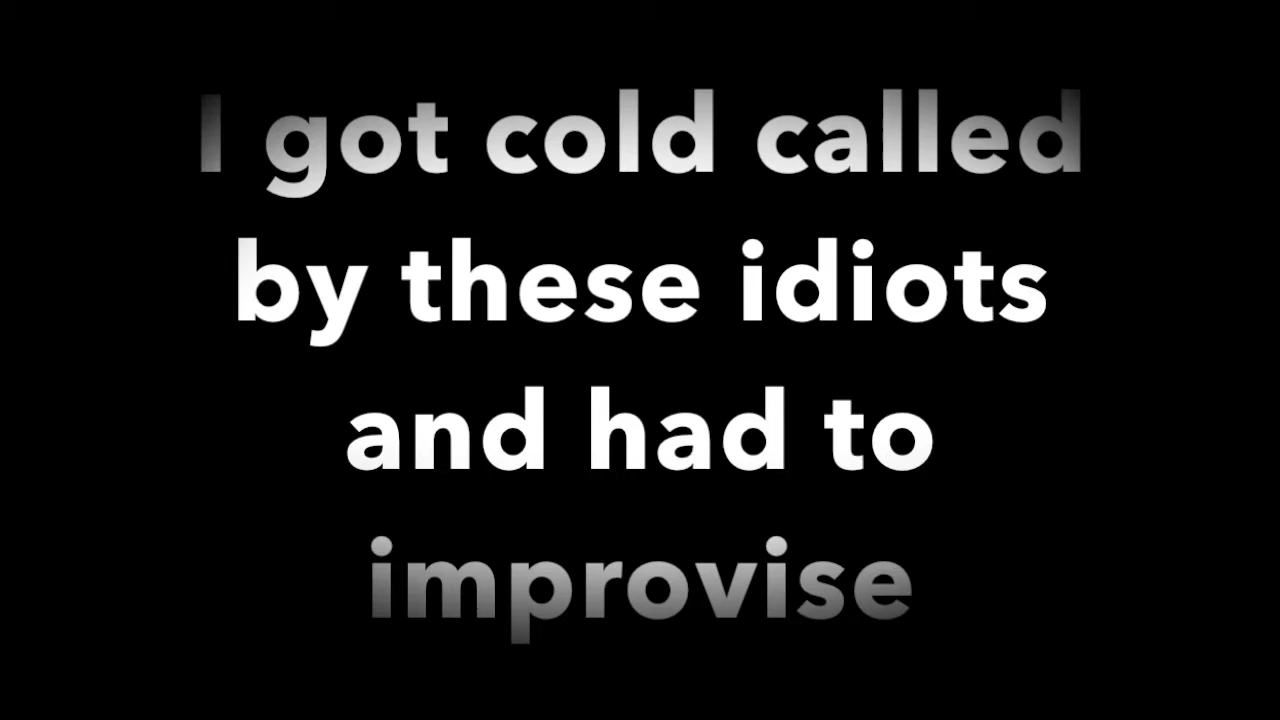 I got cold called
by these idiots
and had to
improvise